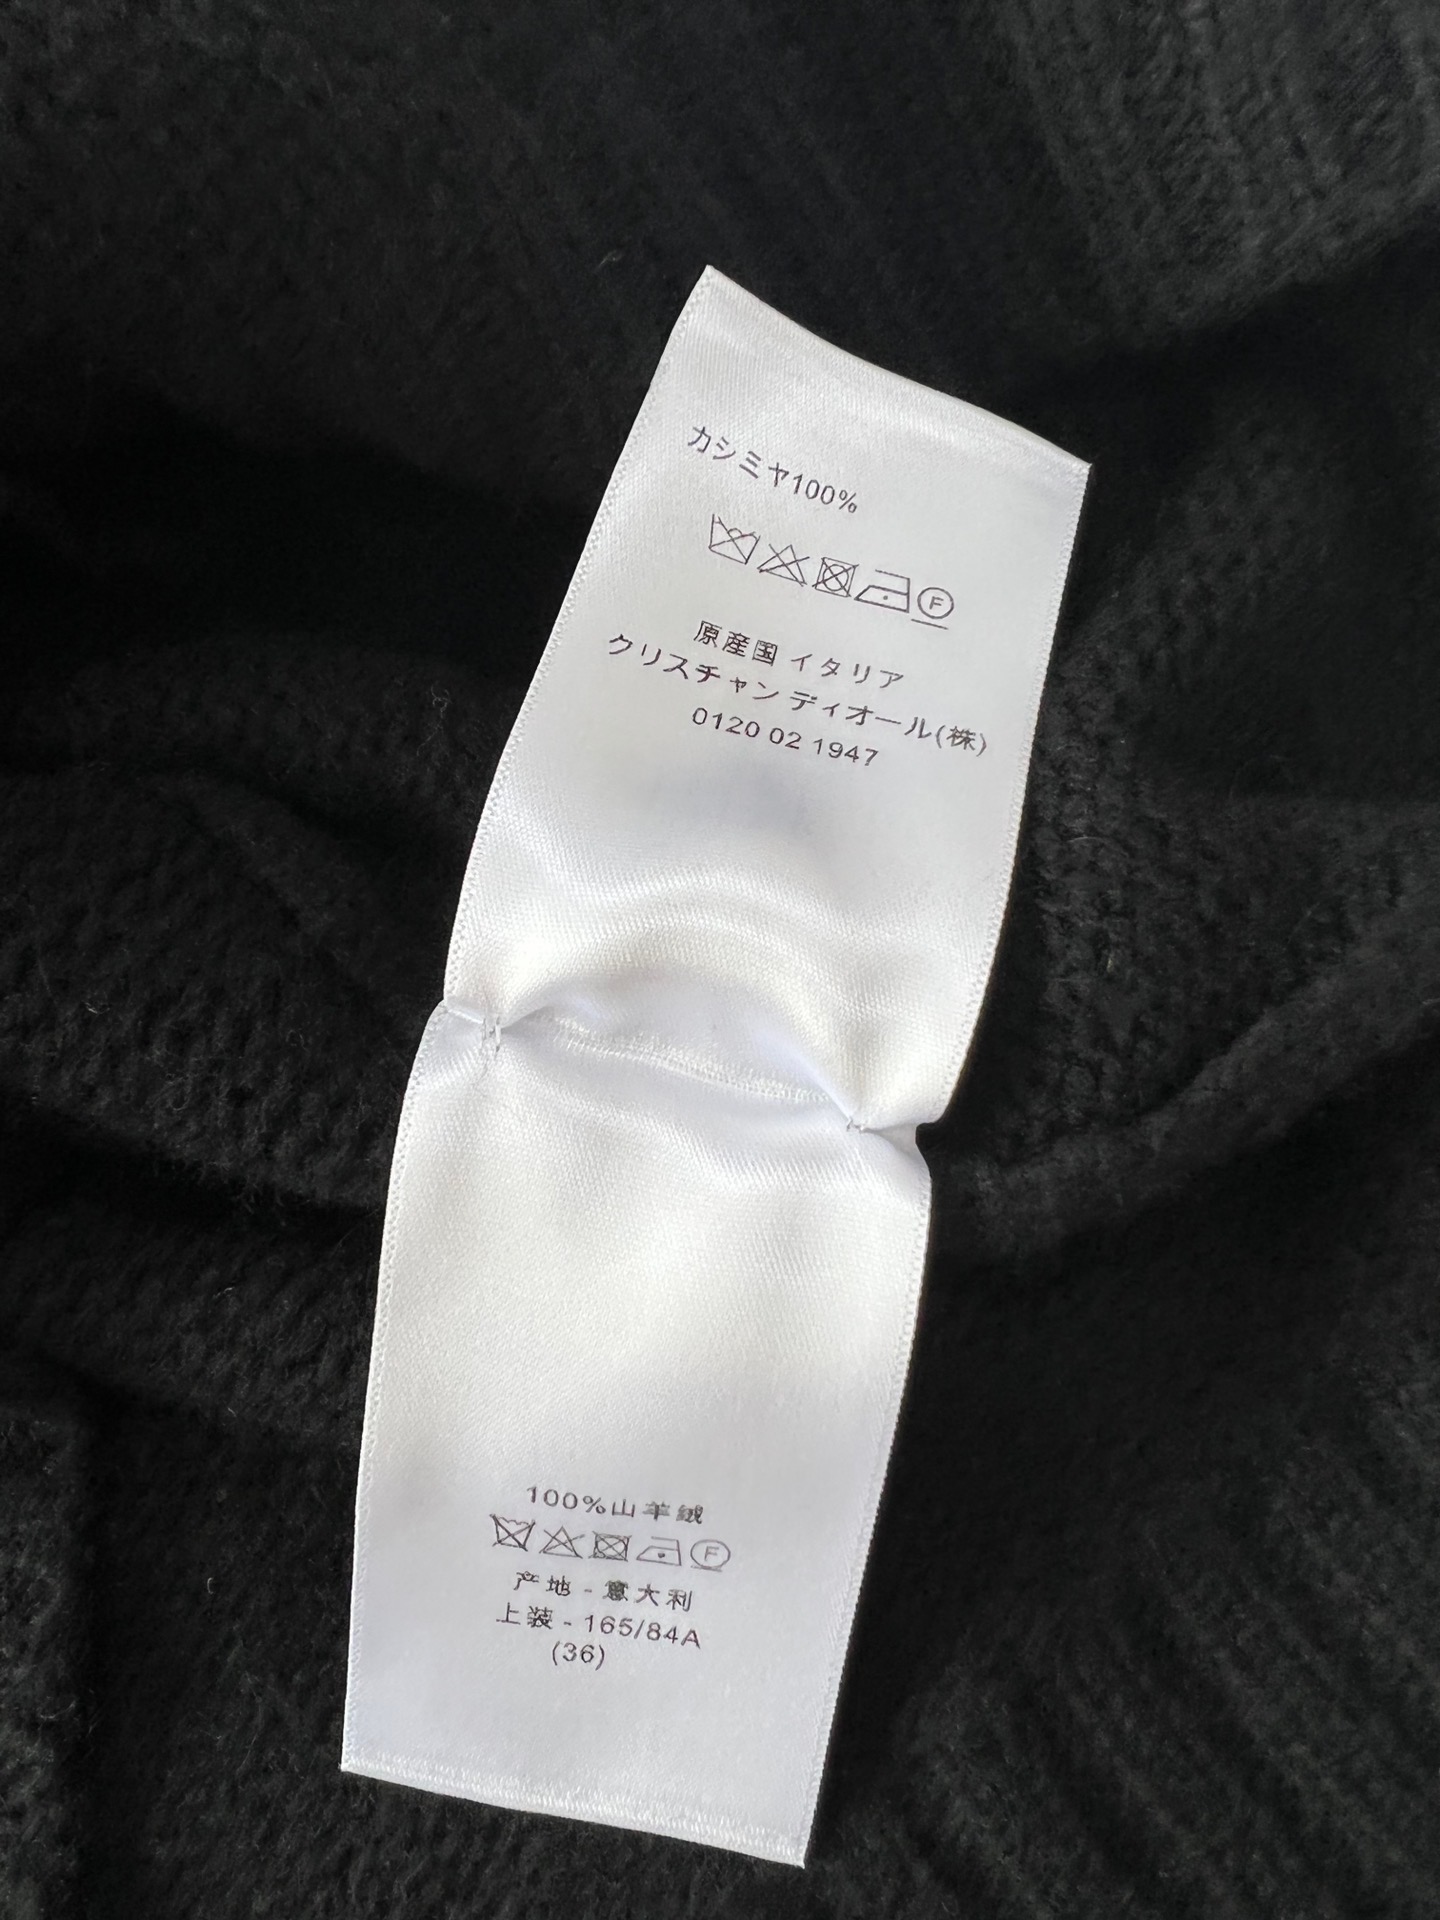 カシミヤ100%
F
原産国 イタリア
クリスチャン ディオール(株)
0120 02 1947
100%山羊绒
F
产地 - 意大利
上装 - 165/84A
(36)